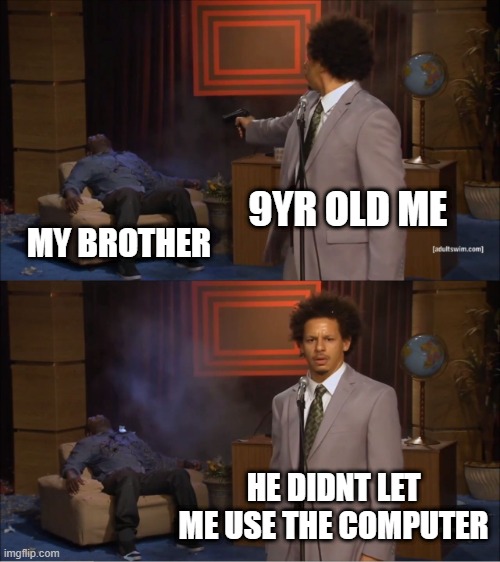 9YR OLD ME
MY BROTHER
[adultswim.com]
HE DIDNT LET
ME USE THE COMPUTER
imgflip.com